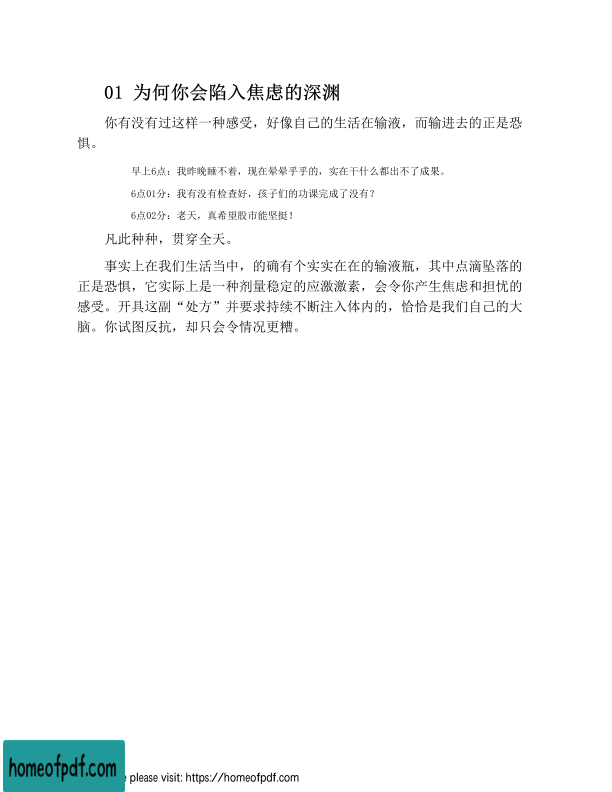 01 为何你会陷入焦虑的深渊
你有没有过这样一种感受，好像自己的生活在输液，而输进去的正是恐
惧。
早上6点：我昨晚睡不着，现在晕晕乎乎的，实在干什么都出不了成果。
6点01分：我有没有检查好，孩子们的功课完成了没有？
6点02分：老天，真希望股市能坚挺！
凡此种种，贯穿全天。
事实上在我们生活当中，的确有个实实在在的输液瓶，其中点滴坠落的
正是恐惧，它实际上是一种剂量稳定的应激激素，会令你产生焦虑和担忧的
感受。开具这副“处方”并要求持续不断注入体内的，恰恰是我们自己的大
脑。你试图反抗，却只会令情况更糟。
homeofpdf.com
please visit: https://homeofpdf.com